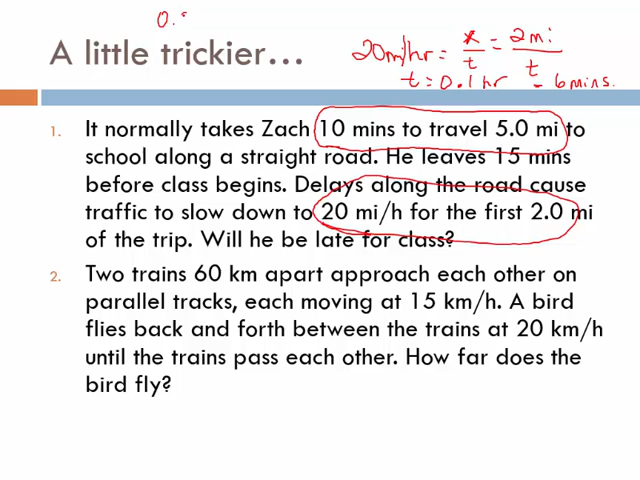 0.5
A little trickier…
20mi/hr = x/t = 2mi/t
t = 0.1hr = 6mins.
1. It normally takes Zach 10 mins to travel 5.0 mi to
school along a straight road. He leaves 15 mins
before class begins. Delays along the road cause
traffic to slow down to 20 mi/h for the first 2.0 mi
of the trip. Will he be late for class?
2. Two trains 60 km apart approach each other on
parallel tracks, each moving at 15 km/h. A bird
flies back and forth between the trains at 20 km/h
until the trains pass each other. How far does the
bird fly?